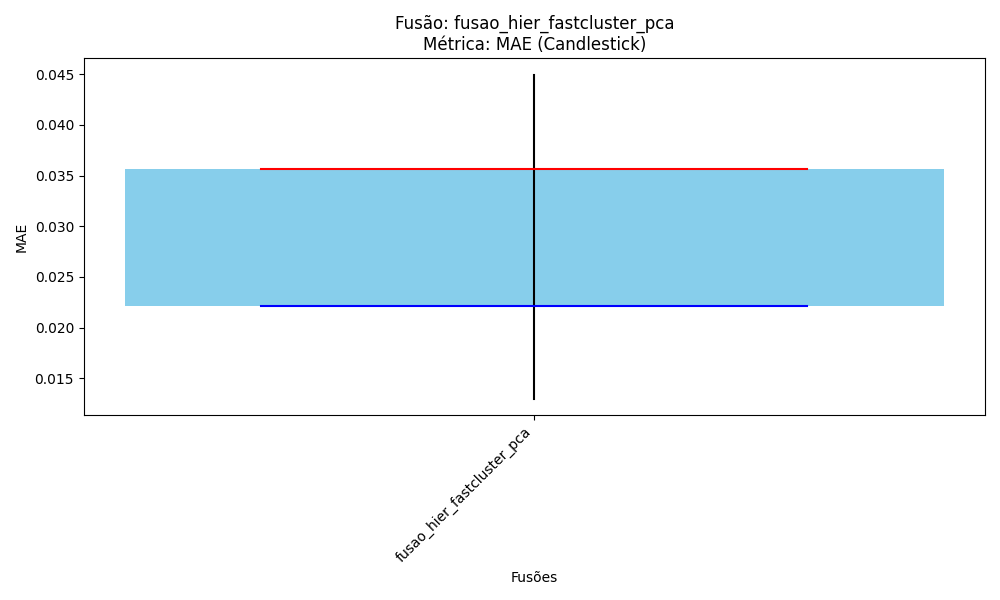 Fusão: fusao_hier_fastcluster_pca
Métrica: MAE (Candlestick)
0.045
0.040
0.035
0.030
0.025
0.020
0.015
MAE
fusao_hier_fastcluster_pca
Fusões